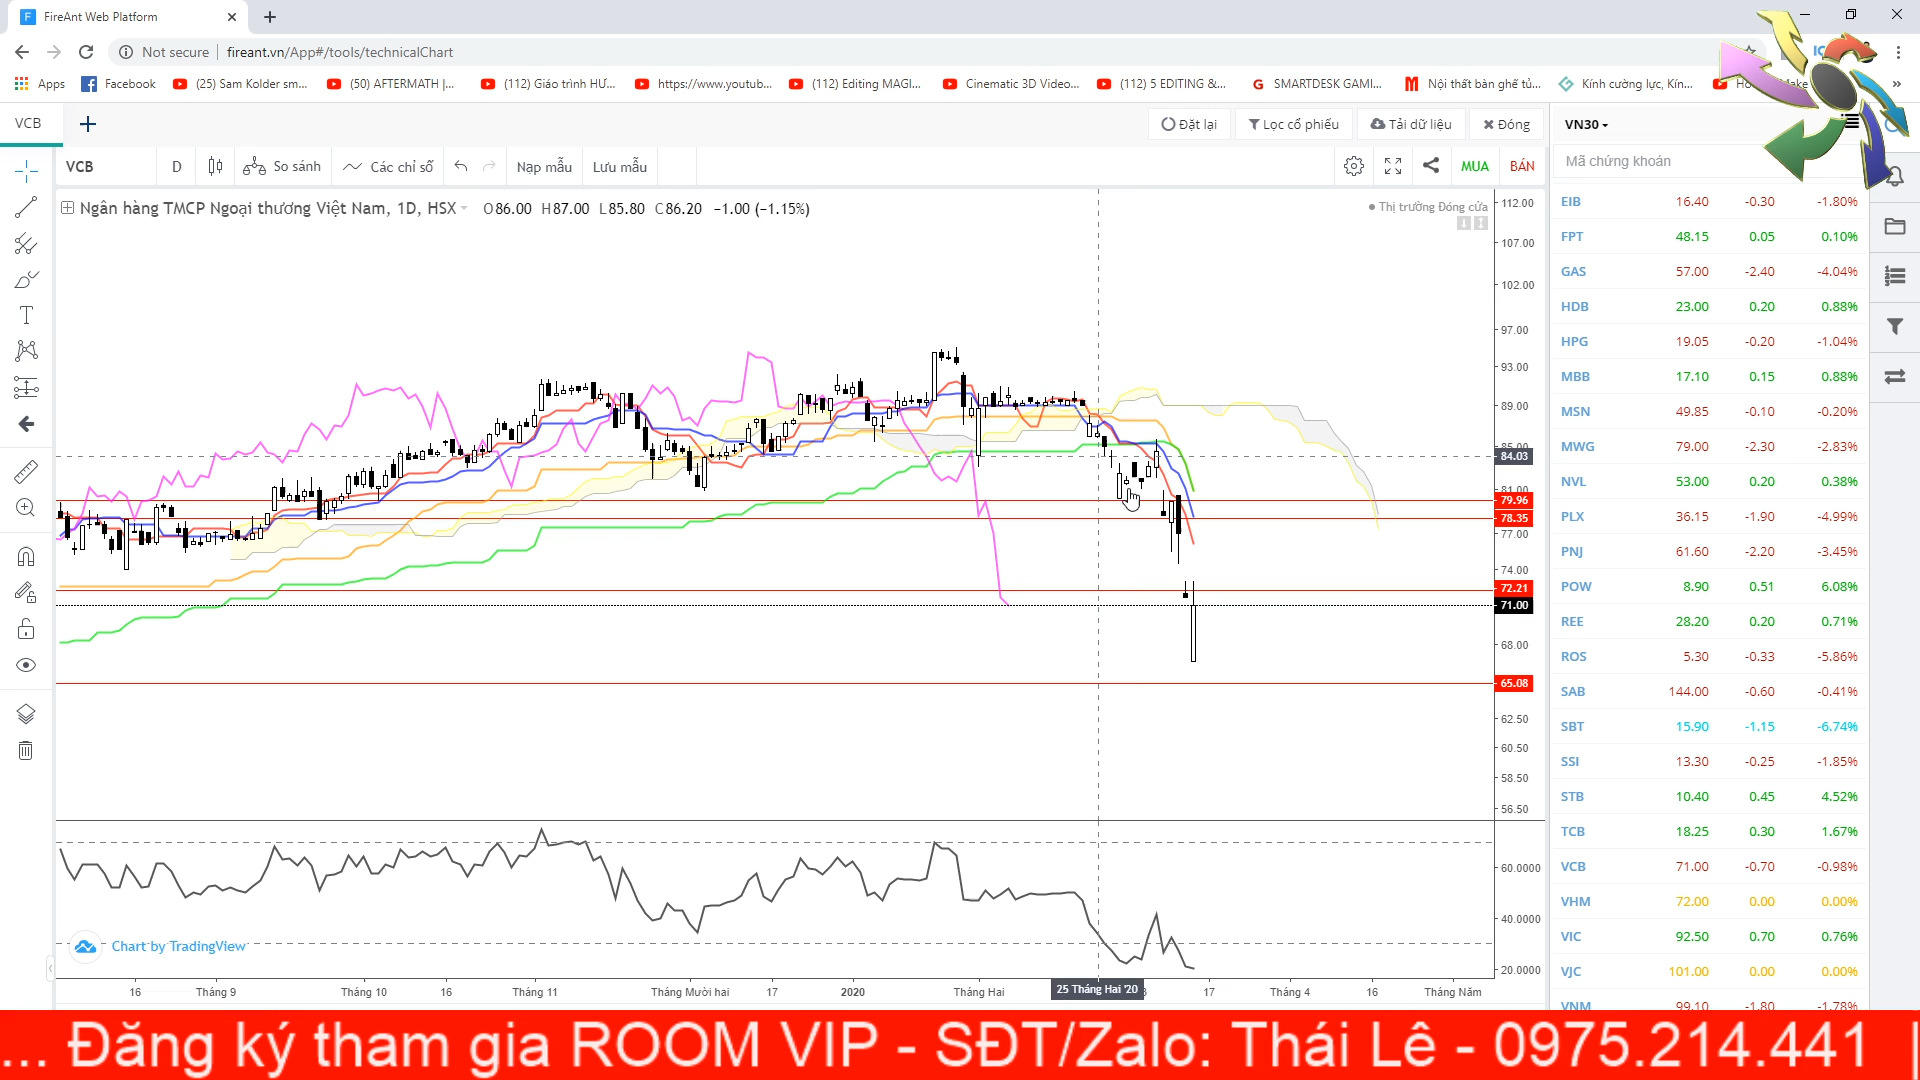 FireAnt Web Platform
Not secure | fireant.vn/App#/tools/technicalChart
Apps Facebook (25) Sam Kolder sm... (50) AFTERMATH |... (112) Giáo trình HƯ... https://www.youtub... (112) Editing MAGI... Cinematic 3D Video... (112) 5 EDITING &... SMARTDESK GAMI... Nội thất bàn ghế tủ... Kính cường lực, Kín...
VCB
Đặt lại Lọc cổ phiếu Tải dữ liệu Đóng
VN30
VCB D So sánh Các chỉ số Nạp mẫu Lưu mẫu MUA BÁN
Mã chứng khoán
Ngân hàng TMCP Ngoại thương Việt Nam, 1D, HSX O86.00 H87.00 L85.80 C86.20 −1.00 (−1.15%)
Thị trường Đóng cửa
112.00
107.00
102.00
97.00
93.00
89.00
85.00
84.03
81.00
79.96
78.35
77.00
74.00
72.21
71.00
68.00
65.08
62.50
60.50
58.50
56.50
60.0000
40.0000
20.0000
Chart by TradingView
16 Tháng 9 Tháng 10 16 Tháng 11 Tháng Mười hai 17 2020 Tháng Hai 25 Tháng Hai '20 17 Tháng 4 16 Tháng Năm
EIB 16.40 -0.30 -1.80%
FPT 48.15 0.05 0.10%
GAS 57.00 -2.40 -4.04%
HDB 23.00 0.20 0.88%
HPG 19.05 -0.20 -1.04%
MBB 17.10 0.15 0.88%
MSN 49.85 -0.10 -0.20%
MWG 79.00 -2.30 -2.83%
NVL 53.00 0.20 0.38%
PLX 36.15 -1.90 -4.99%
PNJ 61.60 -2.20 -3.45%
POW 8.90 0.51 6.08%
REE 28.20 0.20 0.71%
ROS 5.30 -0.33 -5.86%
SAB 144.00 -0.60 -0.41%
SBT 15.90 -1.15 -6.74%
SSI 13.30 -0.25 -1.85%
STB 10.40 0.45 4.52%
TCB 18.25 0.30 1.67%
VCB 71.00 -0.70 -0.98%
VHM 72.00 0.00 0.00%
VIC 92.50 0.70 0.76%
VJC 101.00 0.00 0.00%
VNM 99.10 -1.80 -1.78%
... Đăng ký tham gia ROOM VIP - SĐT/Zalo: Thái Lê - 0975.214.441 |